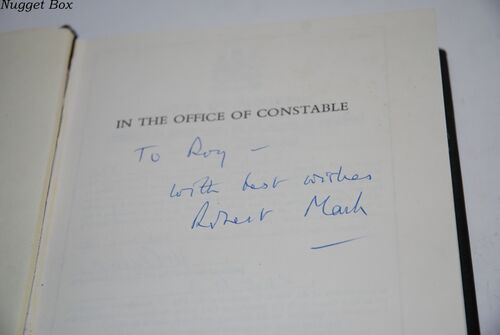 Nugget Box
IN THE OFFICE OF CONSTABLE
To Roy -
with best wishes
Robert Mark